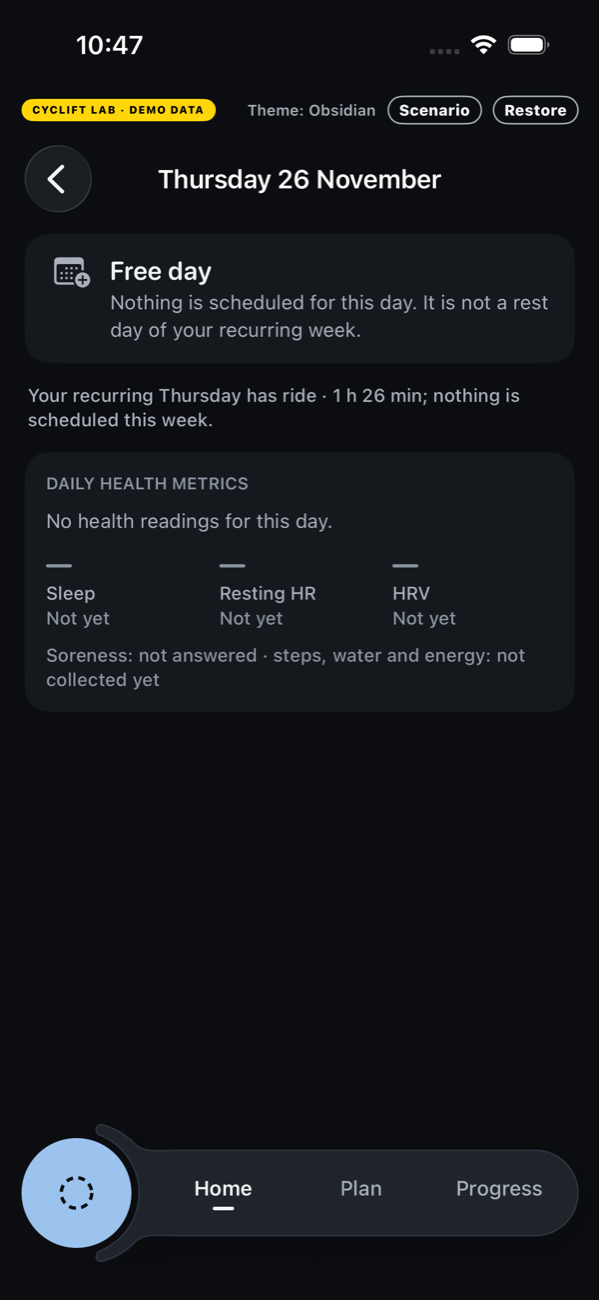 10:47
CYCLIFT LAB · DEMO DATA
Theme: Obsidian
Scenario
Restore
Thursday 26 November
Free day
Nothing is scheduled for this day. It is not a rest
day of your recurring week.
Your recurring Thursday has ride · 1 h 26 min; nothing is
scheduled this week.
DAILY HEALTH METRICS
No health readings for this day.
— — —
Sleep Resting HR HRV
Not yet Not yet Not yet
Soreness: not answered · steps, water and energy: not
collected yet
Home Plan Progress